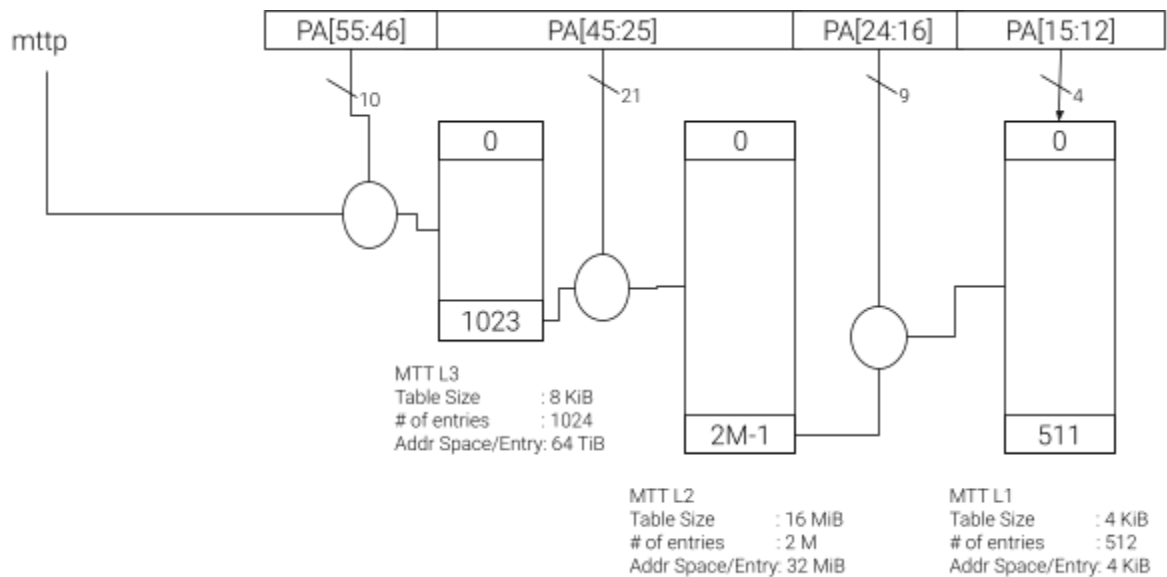 mttp
PA[55:46] PA[45:25] PA[24:16] PA[15:12]
10 21 9 4
0 0 0
1023
2M-1 511
MTT L3
Table Size : 8 KiB
# of entries : 1024
Addr Space/Entry: 64 TiB
MTT L2
Table Size : 16 MiB
# of entries : 2 M
Addr Space/Entry: 32 MiB
MTT L1
Table Size : 4 KiB
# of entries : 512
Addr Space/Entry: 4 KiB